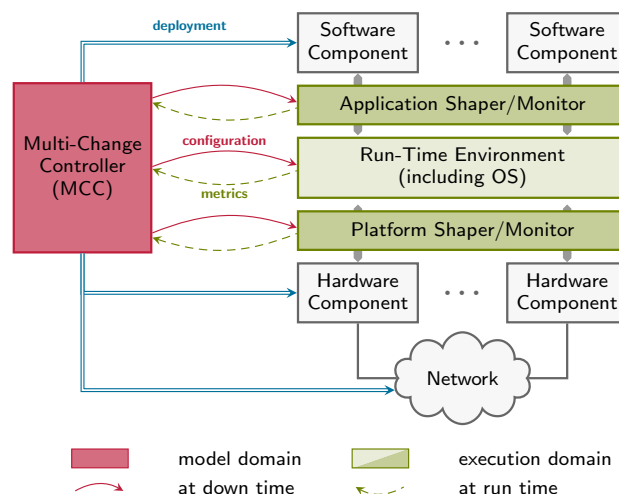 deployment
Software
Component
Software
Component
Multi-Change
Controller
(MCC)
Application Shaper/Monitor
configuration
Run-Time Environment
(including OS)
metrics
Platform Shaper/Monitor
Hardware
Component
Hardware
Component
Network
model domain
execution domain
at down time
at run time